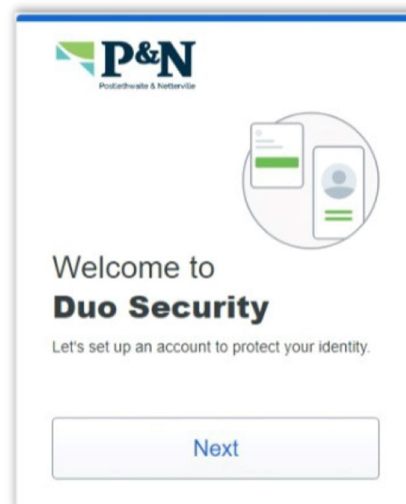 P&N
Postlethwaite & Netterville
Welcome to
Duo Security
Let's set up an account to protect your identity.
Next